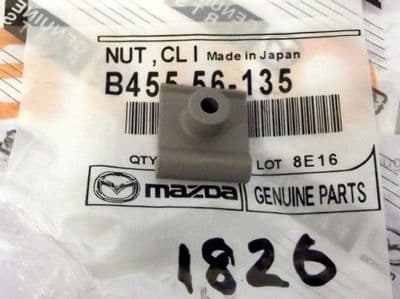 NUT, CLI Made in Japan
B455 56-135
QTY LOT 8E16
mazda GENUINE PARTS
1826